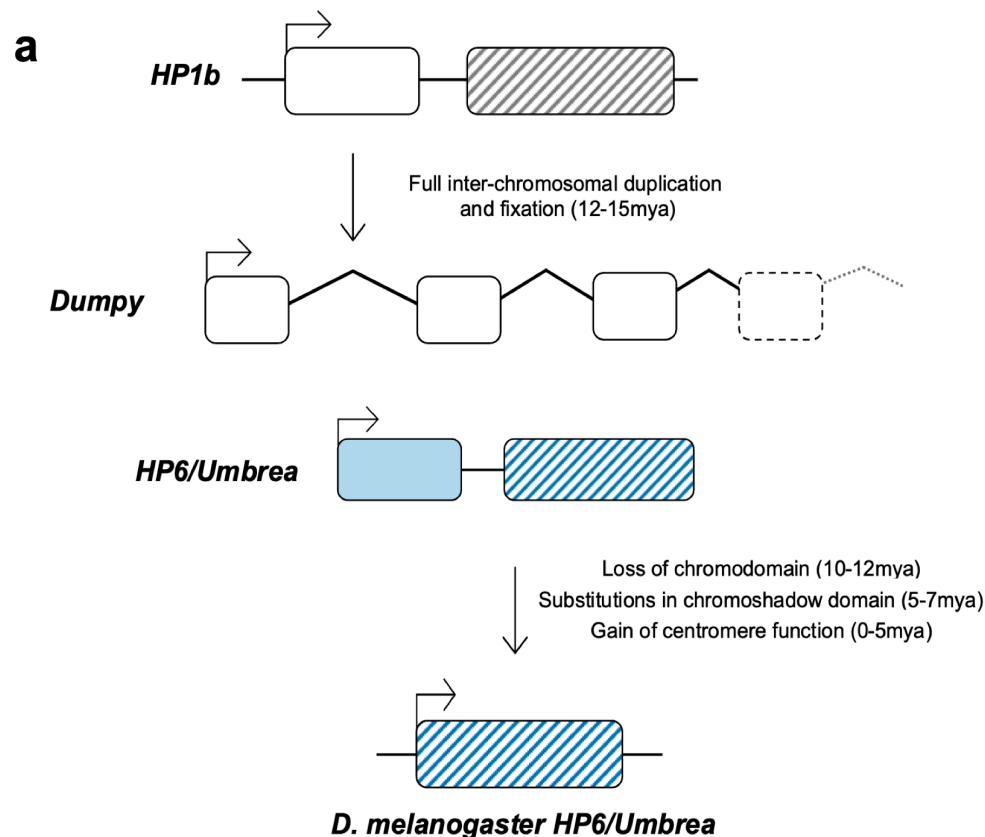 a
HP1b
Full inter-chromosomal duplication
and fixation (12-15mya)
Dumpy
HP6/Umbrea
Loss of chromodomain (10-12mya)
Substitutions in chromoshadow domain (5-7mya)
Gain of centromere function (0-5mya)
D. melanogaster HP6/Umbrea